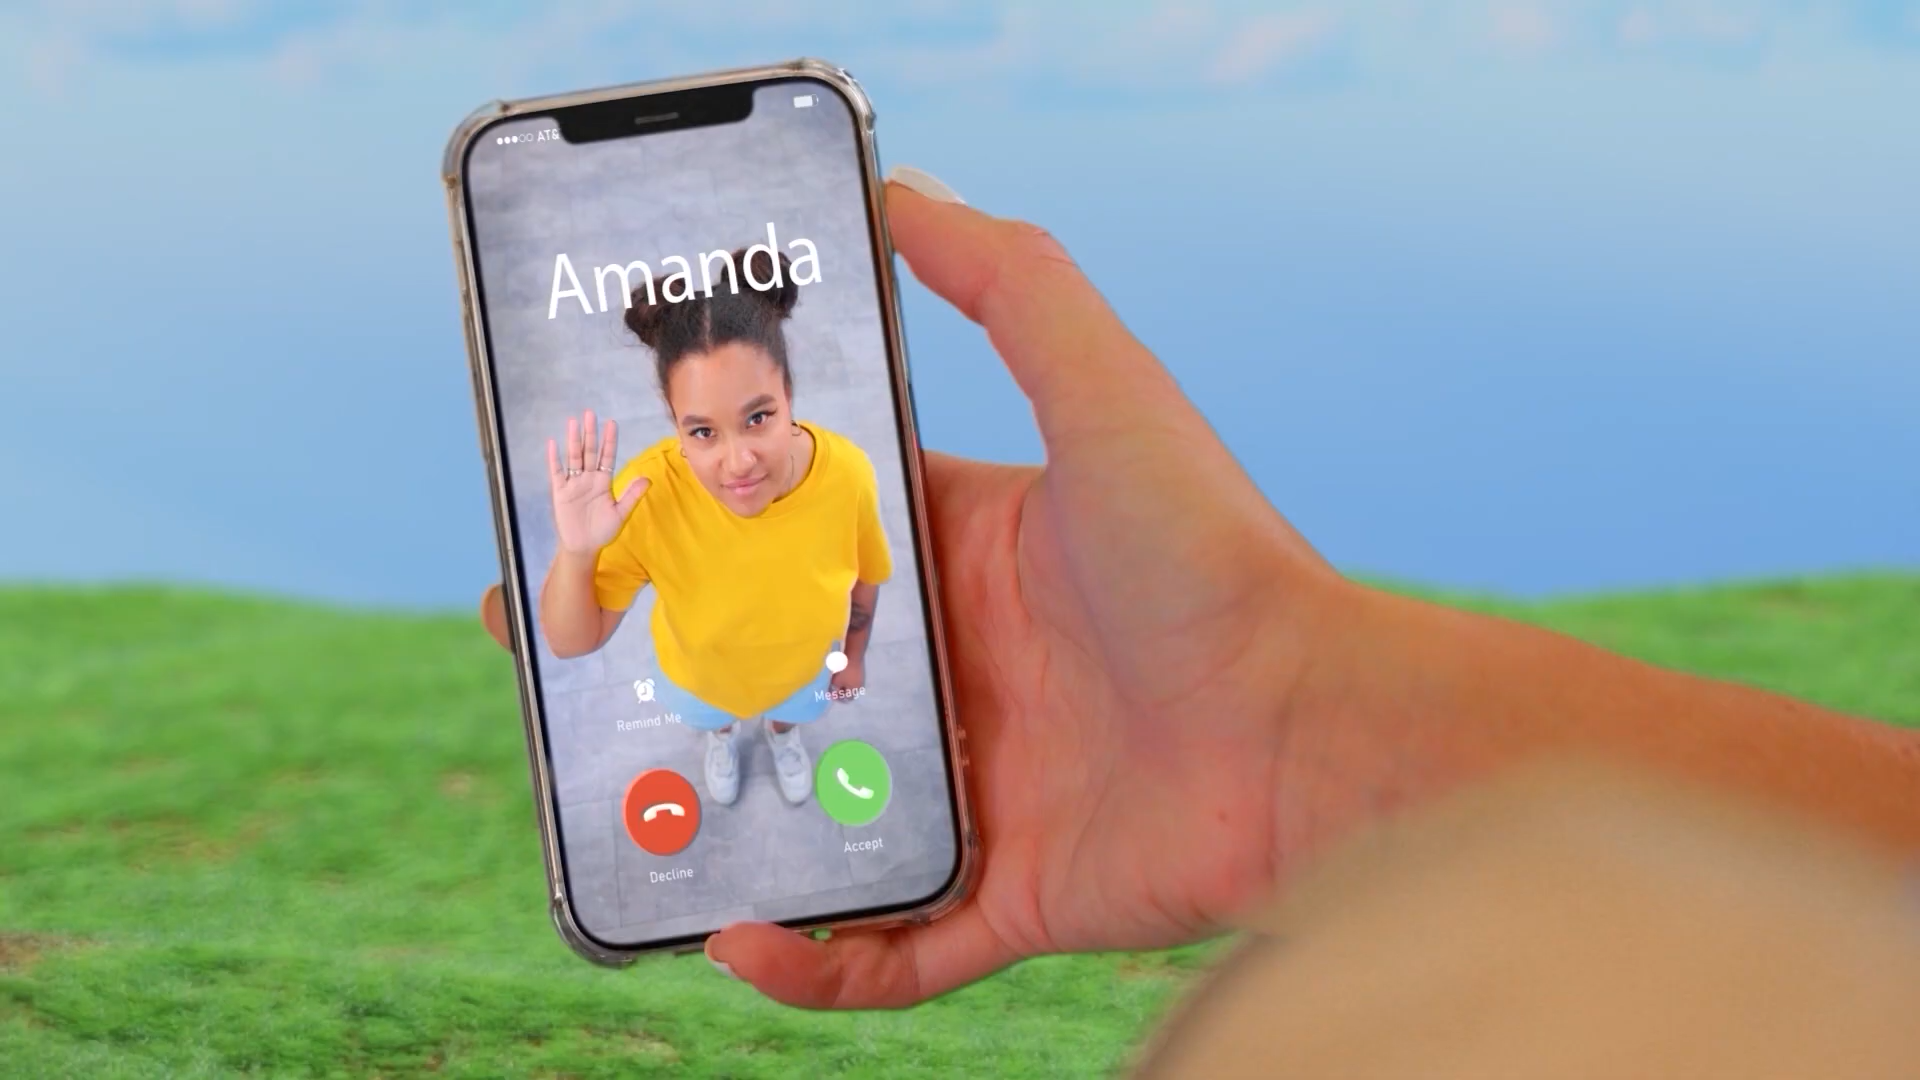 AT&
Amanda
Remind Me
Message
Decline
Accept